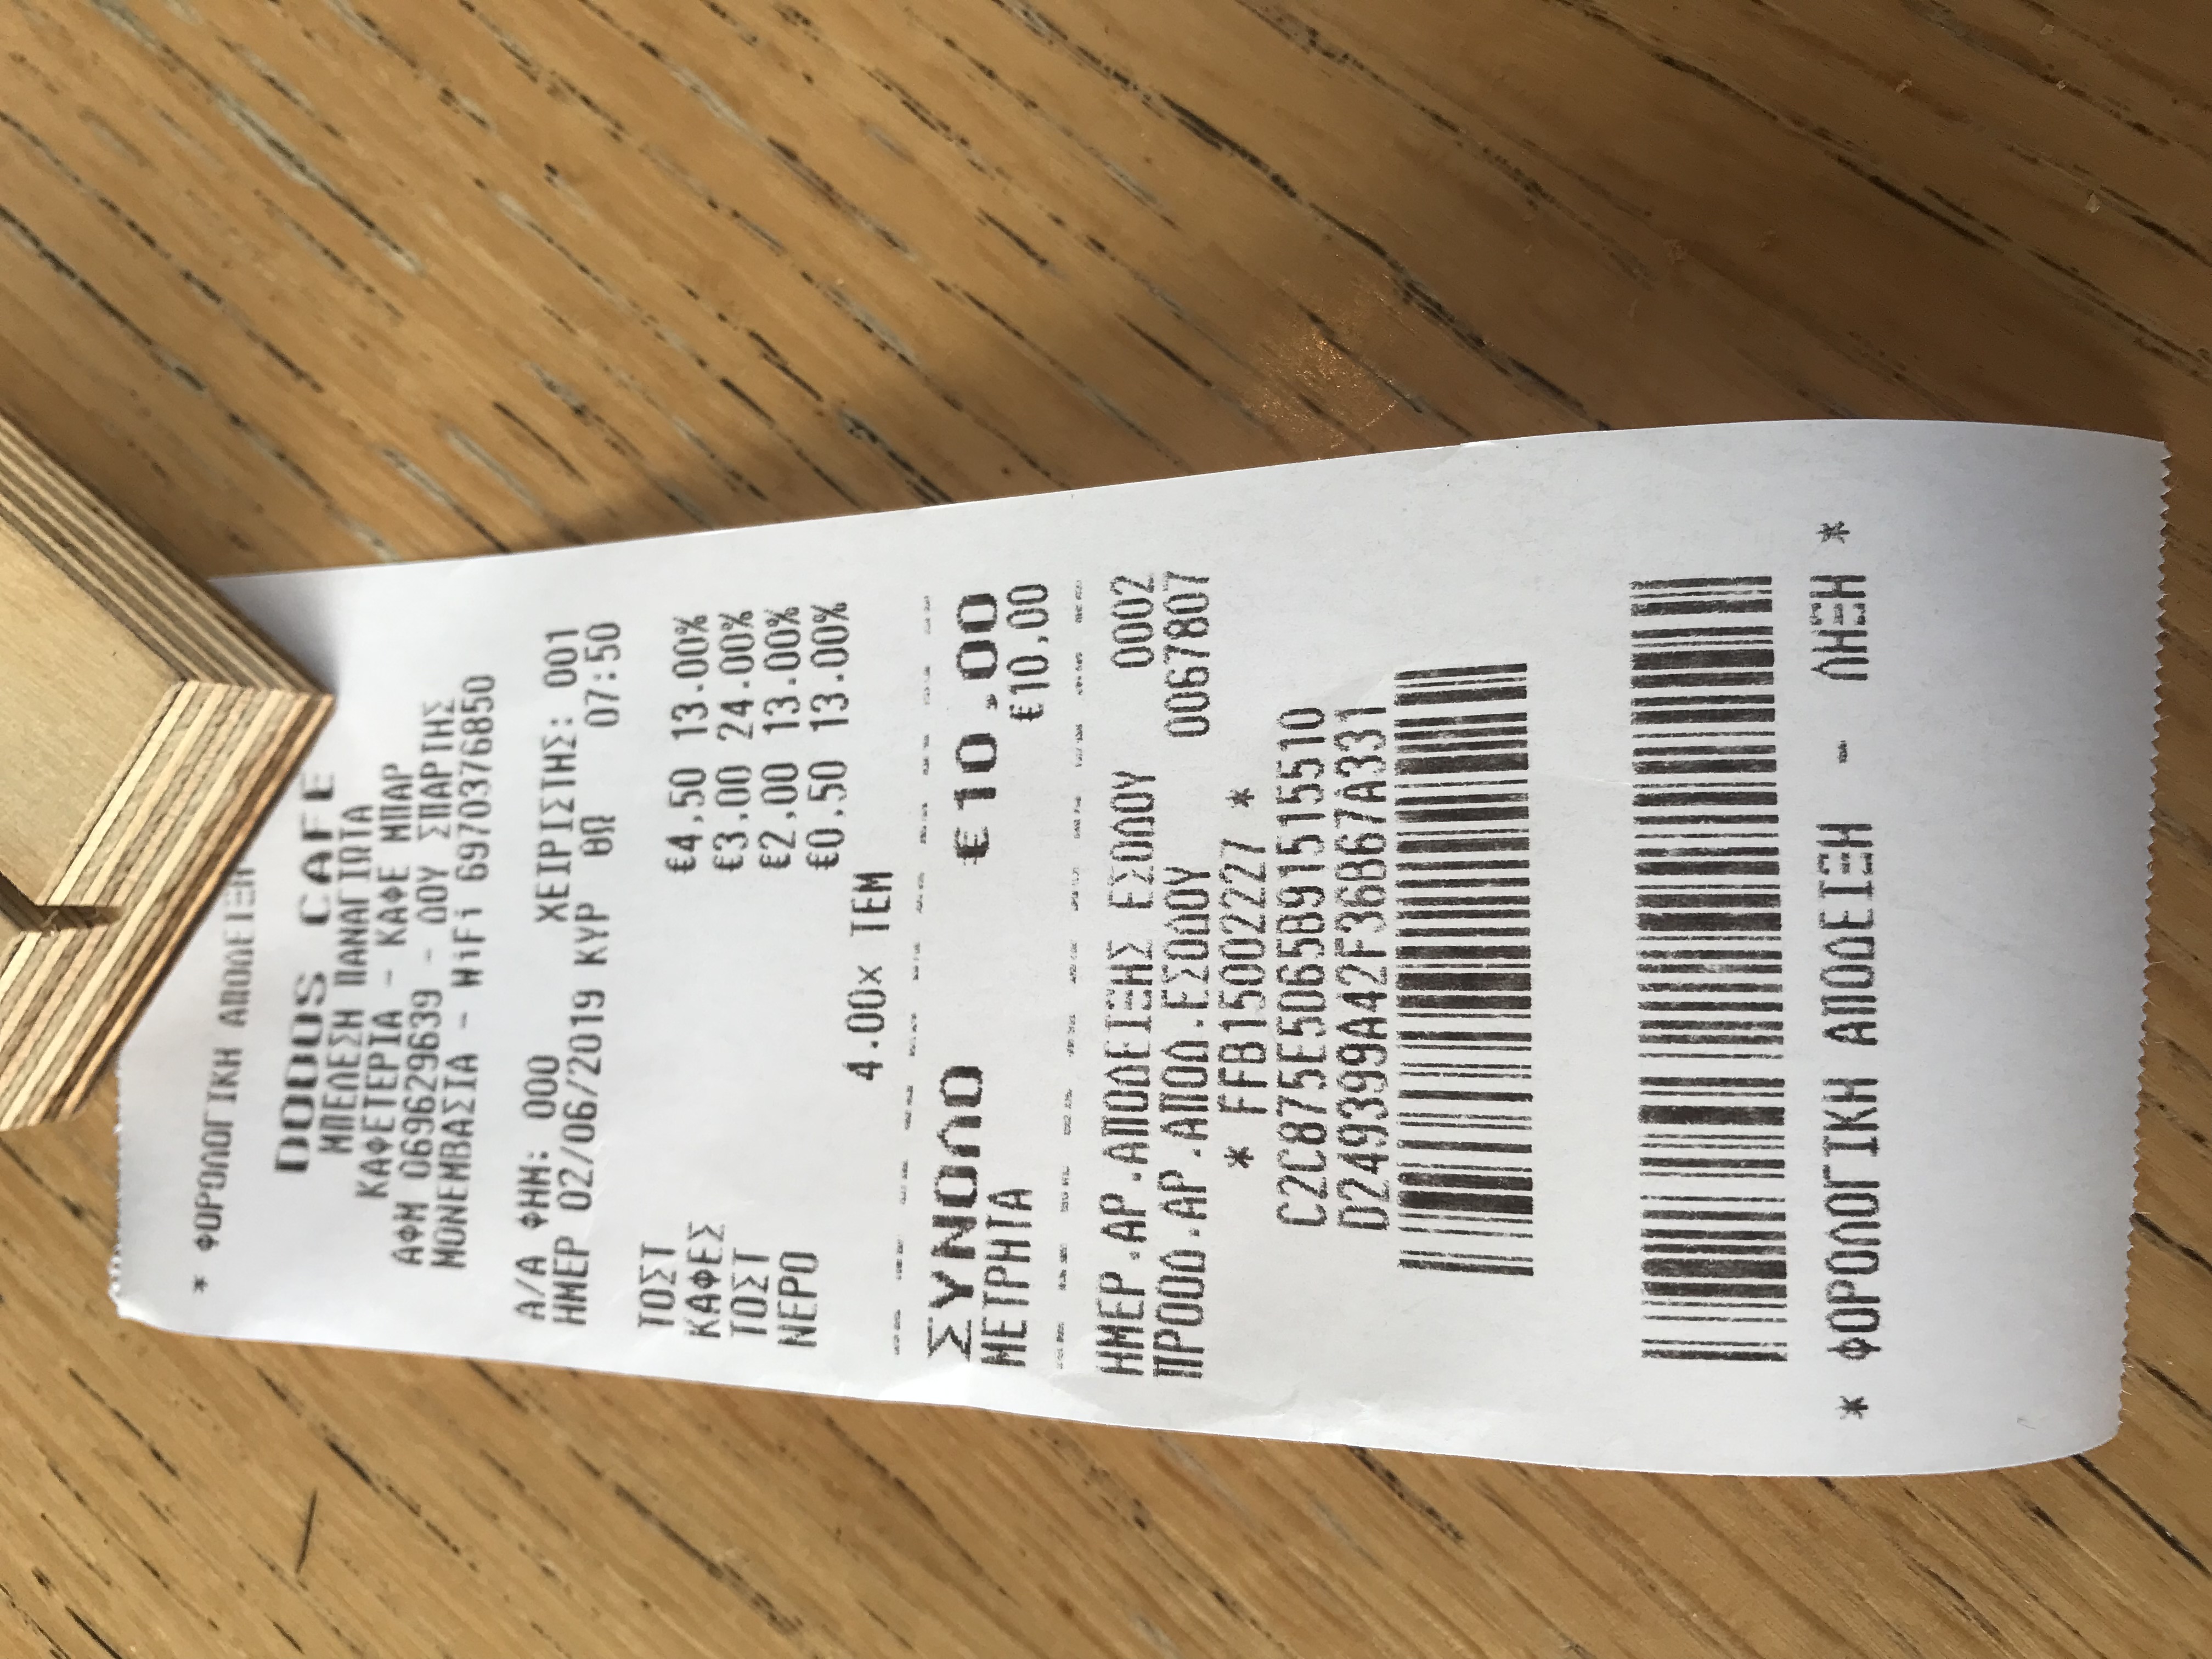 * ΦΟΡΟΛΟΓΙΚΗ ΑΠΟΔΕΙΞΗ
DODOS CAFE
ΜΠΕΛΕΣΗ ΠΑΝΑΓΙΩΤΑ
ΚΑΦΕΤΕΡΙΑ - ΚΑΦΕ ΜΠΑΡ
ΑΦΜ 069629639 - ΔΟΥ ΣΠΑΡΤΗΣ
ΜΟΝΕΜΒΑΣΙΑ - WiFi 6970376850
Α/Α ΦΗΜ: 000 ΧΕΙΡΙΣΤΗΣ: 001
ΗΜΕΡ 02/06/2019 ΚΥΡ ΘΩ 07:50
ΤΟΣΤ €4,50 13.00%
ΚΑΦΕΣ €3,00 24.00%
ΤΟΣΤ €2,00 13.00%
ΝΕΡΟ €0,50 13.00%
4.00x ΤΕΜ
ΣΥΝΟΛΟ €10,00
ΜΕΤΡΗΤΑ €10,00
ΗΜΕΡ.ΑΡ.ΑΠΟΔΕΙΞΗΣ ΕΣΟΔΟΥ 0002
ΠΡΟΟΔ.ΑΡ.ΑΠΟΔ.ΕΣΟΔΟΥ 0067807
* FFB15002227 *
C2C875E5D65B91515510
D249399A42F36B67A331
* ΦΟΡΟΛΟΓΙΚΗ ΑΠΟΔΕΙΞΗ - ΛΗΞΗ *